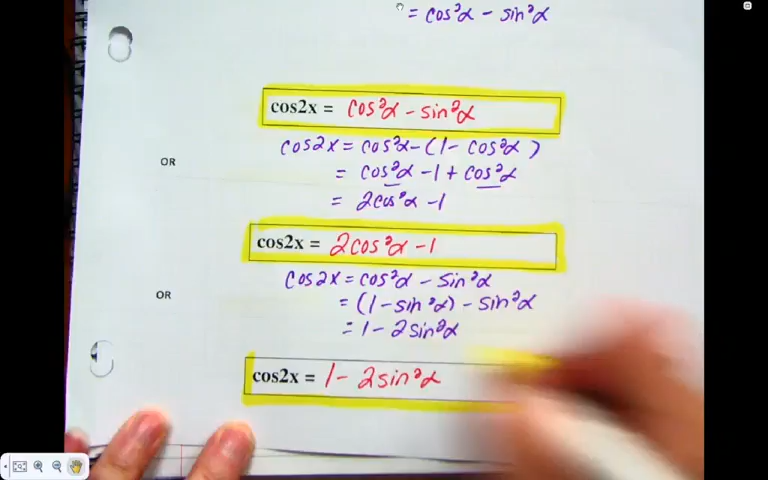 = cos²α - sin²α
cos2x = cos²α - sin²α
cos2x = cos²α - (1 - cos²α)
OR
= cos²α - 1 + cos²α
= 2cos²α - 1
cos2x = 2cos²α - 1
cos2x = cos²α - sin²α
OR
= (1 - sin²α) - sin²α
= 1 - 2sin²α
cos2x = 1 - 2sin²α